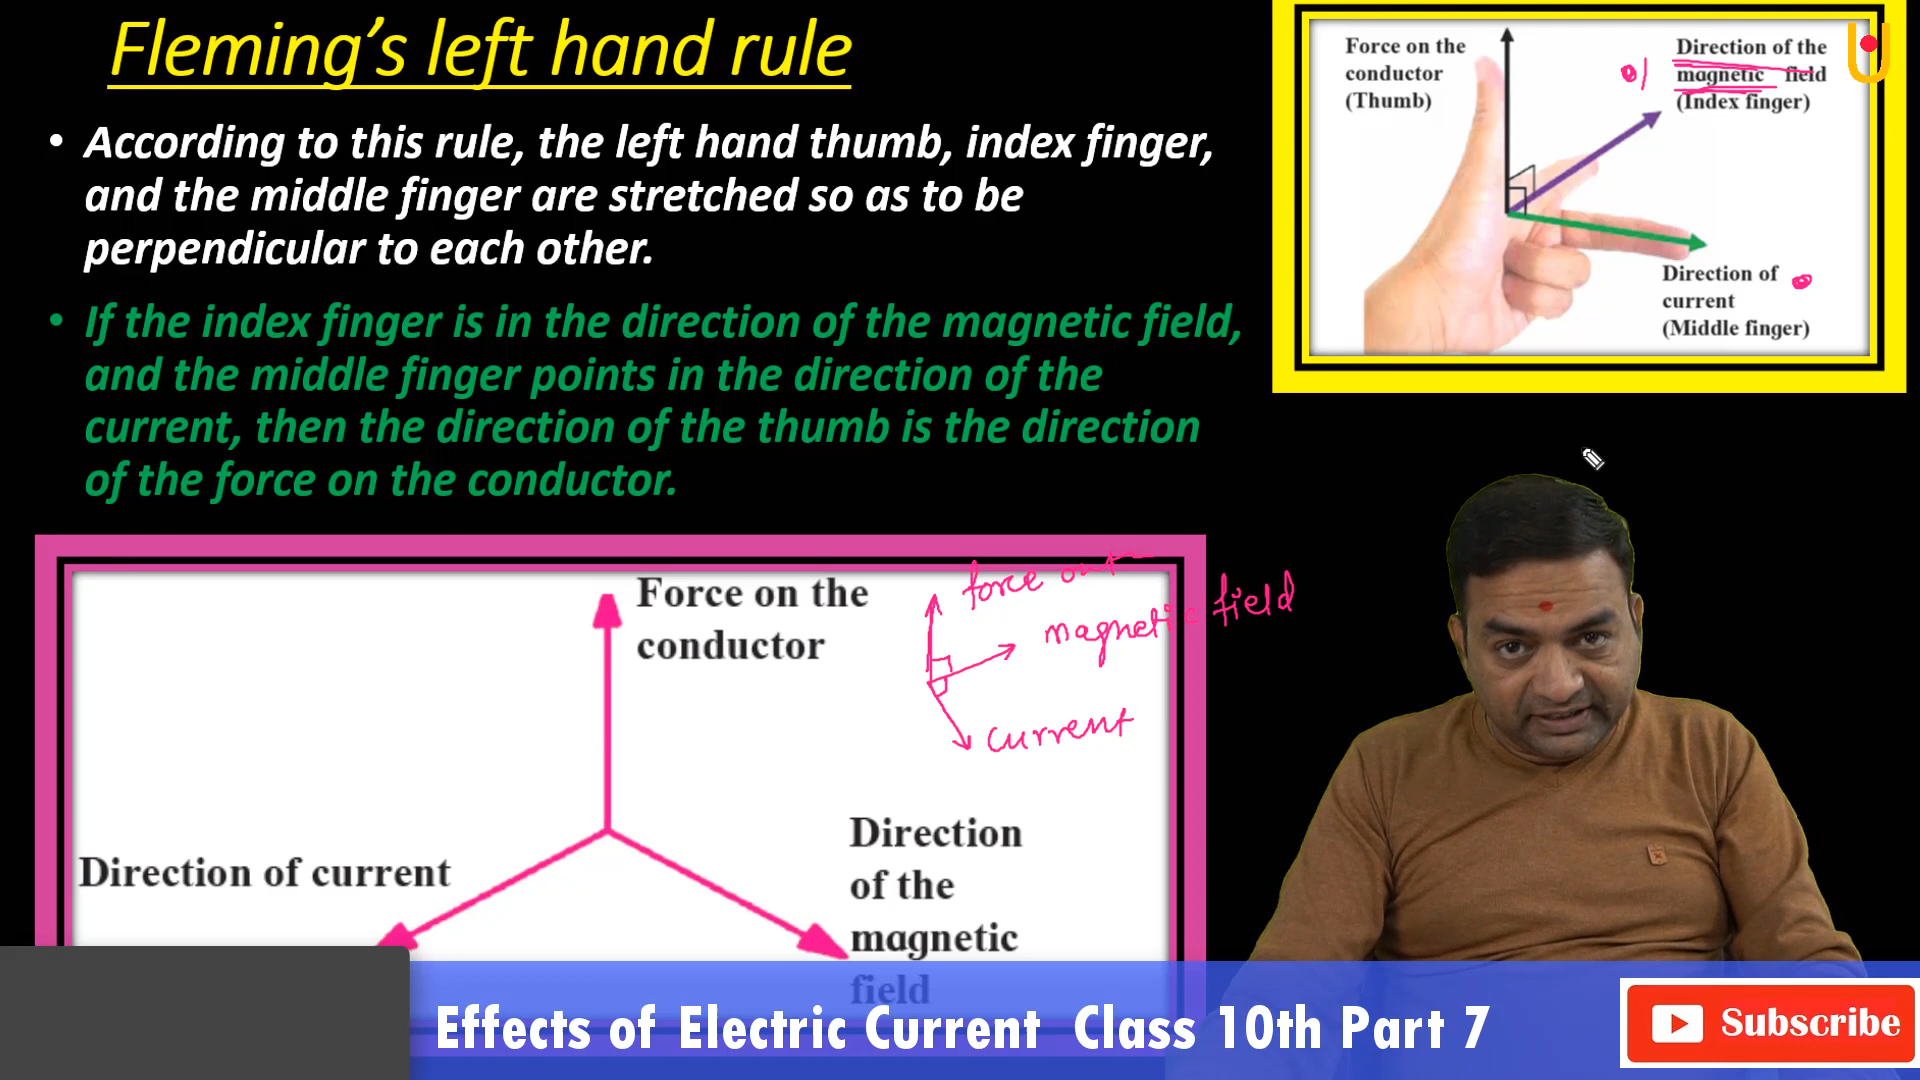 Fleming's left hand rule
• According to this rule, the left hand thumb, index finger,
and the middle finger are stretched so as to be
perpendicular to each other.
• If the index finger is in the direction of the magnetic field,
and the middle finger points in the direction of the
current, then the direction of the thumb is the direction
of the force on the conductor.
Force on the
conductor
(Thumb)
Direction of the
magnetic field
(Index finger)
Direction of
current
(Middle finger)
Force on the
conductor
force on
magnetic field
current
Direction of current
Direction
of the
magnetic
field
Effects of Electric Current Class 10th Part 7
Subscribe